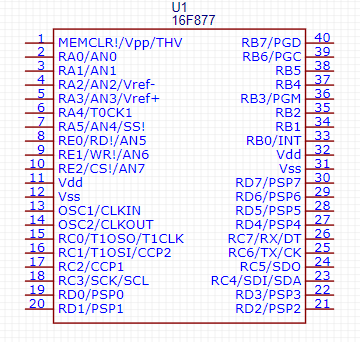 U1
16F877
1 MEMCLR!/Vpp/THV RB7/PGD 40
2 RA0/AN0 RB6/PGC 39
3 RA1/AN1 RB5 38
4 RA2/AN2/Vref- RB4 37
5 RA3/AN3/Vref+ RB3/PGM 36
6 RA4/T0CK1 RB2 35
7 RA5/AN4/SS! RB1 34
8 RE0/RD!/AN5 RB0/INT 33
9 RE1/WR!/AN6 Vdd 32
10 RE2/CS!/AN7 Vss 31
11 Vdd RD7/PSP7 30
12 Vss RD6/PSP6 29
13 OSC1/CLKIN RD5/PSP5 28
14 OSC2/CLKOUT RD4/PSP4 27
15 RC0/T1OSO/T1CLK RC7/RX/DT 26
16 RC1/T1OSI/CCP2 RC6/TX/CK 25
17 RC2/CCP1 RC5/SDO 24
18 RC3/SCK/SCL RC4/SDI/SDA 23
19 RD0/PSP0 RD3/PSP3 22
20 RD1/PSP1 RD2/PSP2 21